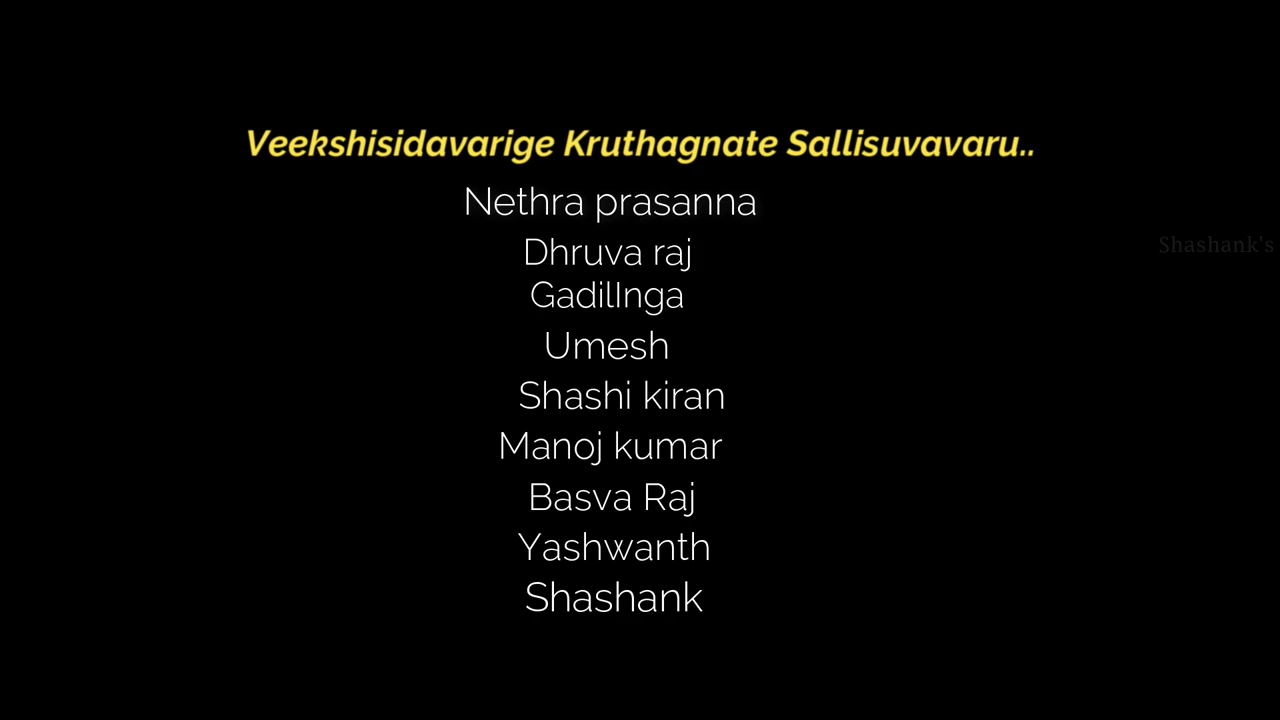 Veekshisidavarige Kruthagnate Sallisuvavaru..
Nethra prasanna
Dhruva raj
GadilInga
Umesh
Shashi kiran
Manoj kumar
Basva Raj
Yashwanth
Shashank
Shashank's